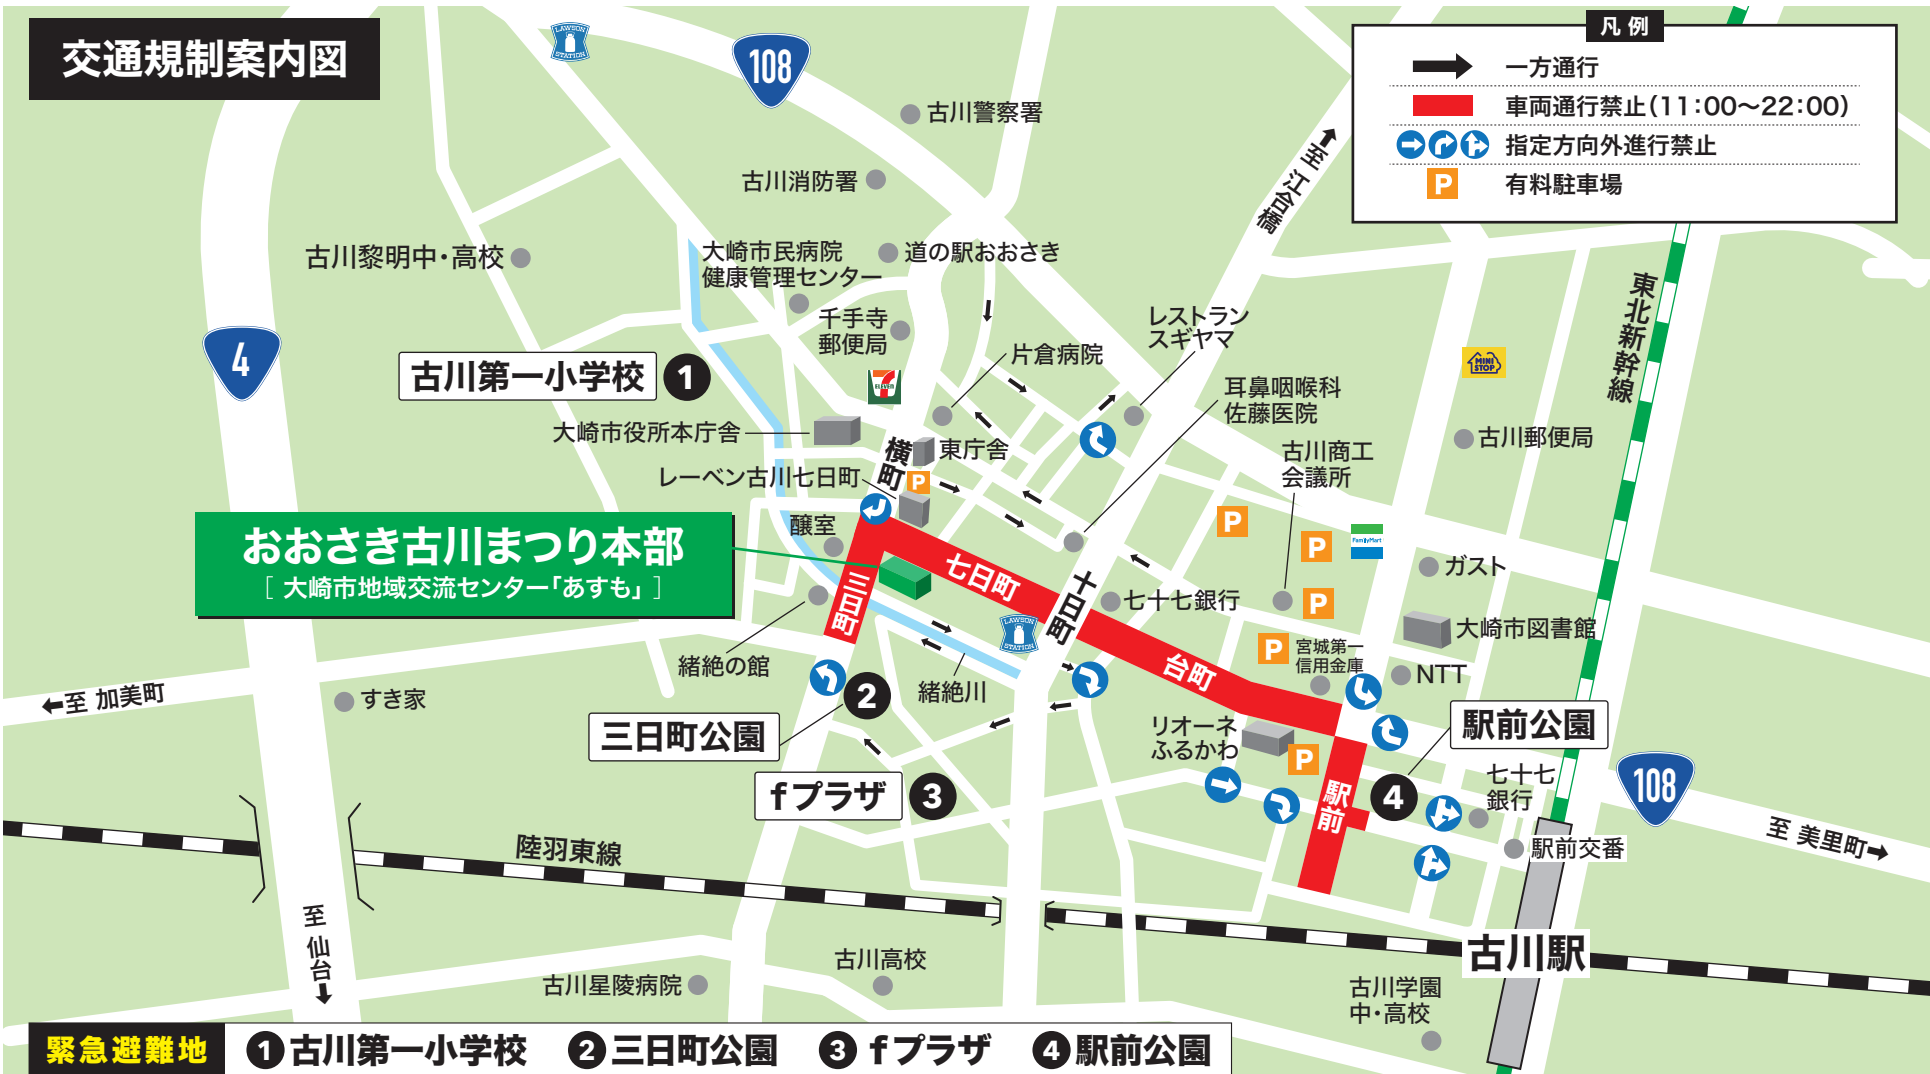 交通規制案内図
凡例
一方通行
車両通行禁止(11:00〜22:00)
指定方向外進行禁止
P 有料駐車場
LAWSON
STATION
108
古川警察署
古川消防署
至 江合橋
古川黎明中・高校
大崎市民病院
健康管理センター
道の駅おおさき
東北新幹線
4
千手寺
郵便局
レストラン
スギヤマ
片倉病院
MINI
STOP
古川第一小学校 1
7
ELEVEN
耳鼻咽喉科
佐藤医院
大崎市役所本庁舎
横町
東庁舎
古川商工
会議所
古川郵便局
レーベン古川七日町
P
醸室
P
P
FamilyMart
おおさき古川まつり本部
[ 大崎市地域交流センター「あすも」 ]
七日町
三日町
十日町
七十七銀行
ガスト
P
大崎市図書館
LAWSON
STATION
緒絶の館
緒絶川
台町
P
宮城第一
信用金庫
NTT
至 加美町
すき家
2
三日町公園
リオーネ
ふるかわ
P
駅前公園
fプラザ 3
駅前
4
七十七
銀行
108
駅前交番
至 美里町
陸羽東線
至 仙台
古川駅
古川星陵病院
古川高校
古川学園
中・高校
緊急避難地 1 古川第一小学校 2 三日町公園 3 fプラザ 4 駅前公園